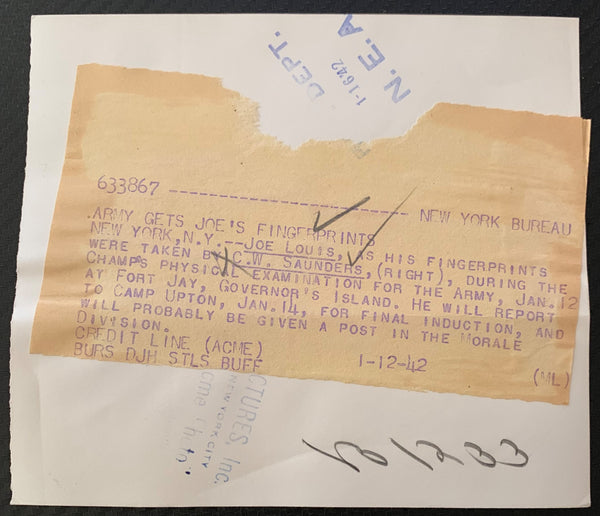 DEPT.
1-1642
N. E. A
633867 ---------------------------- NEW YORK BUREAU
.ARMY GETS JOE'S FINGERPRINTS
NEW YORK, N.Y.--JOE LOUIS, AS HIS FINGERPRINTS
WERE TAKEN BY C.W. SAUNDERS, (RIGHT), DURING THE
CHAMP'S PHYSICAL EXAMINATION FOR THE ARMY, JAN.12
AT FORT JAY, GOVERNOR'S ISLAND. HE WILL REPORT
TO CAMP UPTON, JAN.14, FOR FINAL INDUCTION, AND
WILL PROBABLY BE GIVEN A POST IN THE MORALE
DIVISION.
CREDIT LINE (ACME)
BURS DJH STLS BUFF 1-12-42 (ML)
CTURES, Inc.
NEW YORK CITY